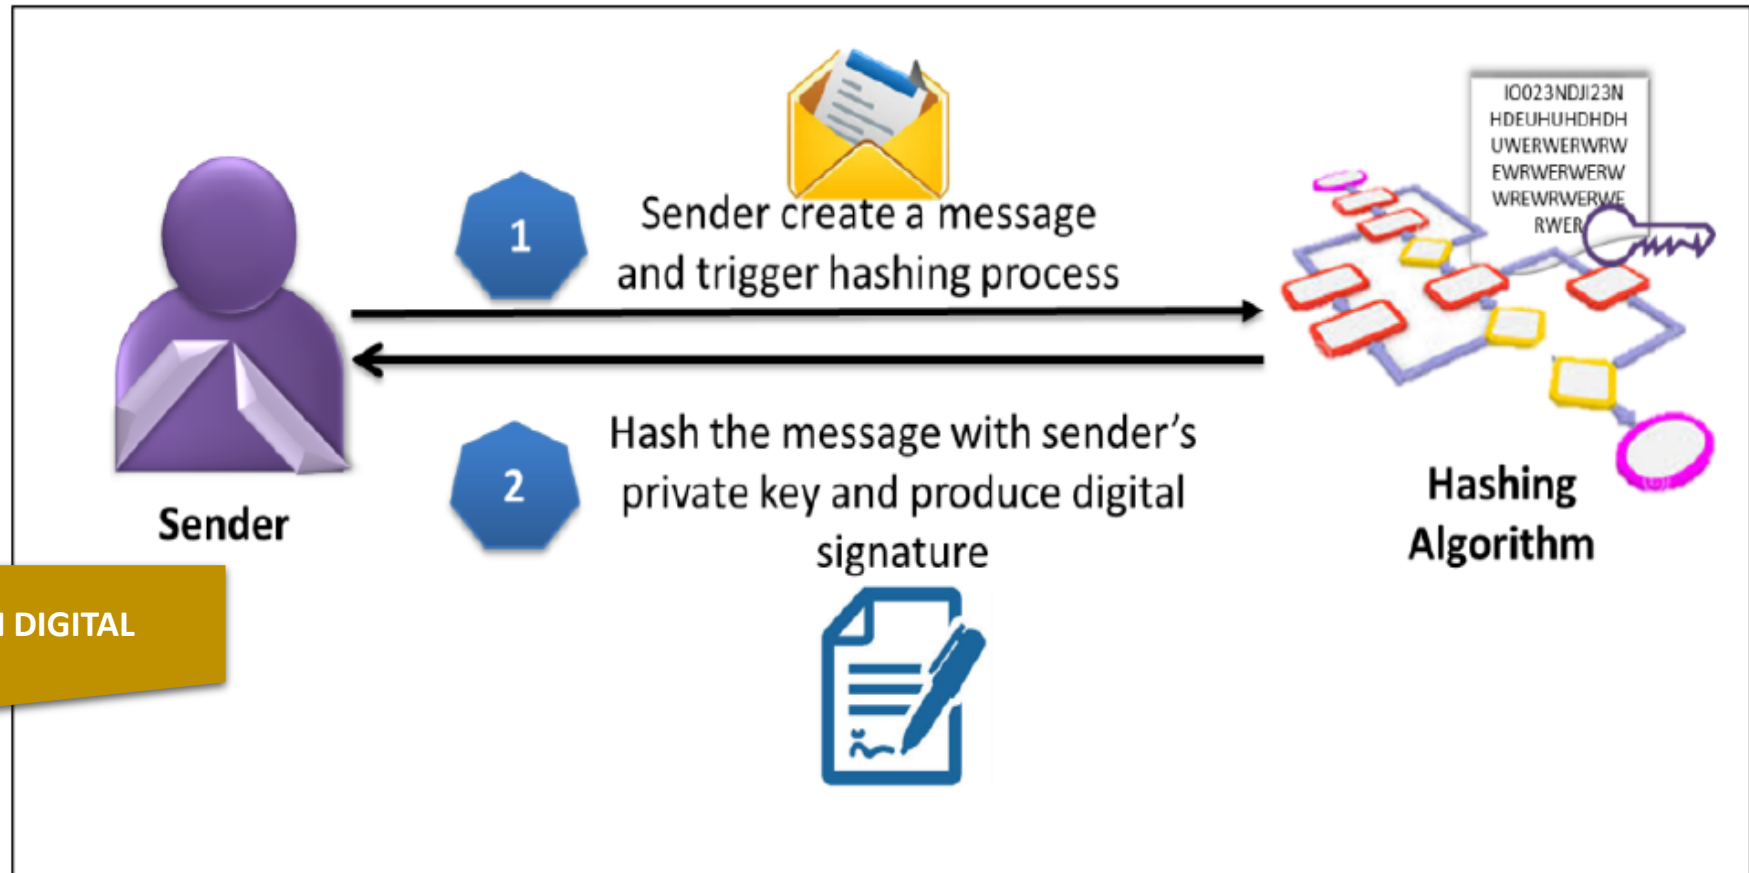 IO023NDJI23N
HDEUHUHDHDH
UWERWERWRW
EWRWERWERW
WREWRWERWE
RWER
1
Sender create a message
and trigger hashing process
2
Hash the message with sender's
private key and produce digital
signature
Sender
Hashing
Algorithm
DIGITAL